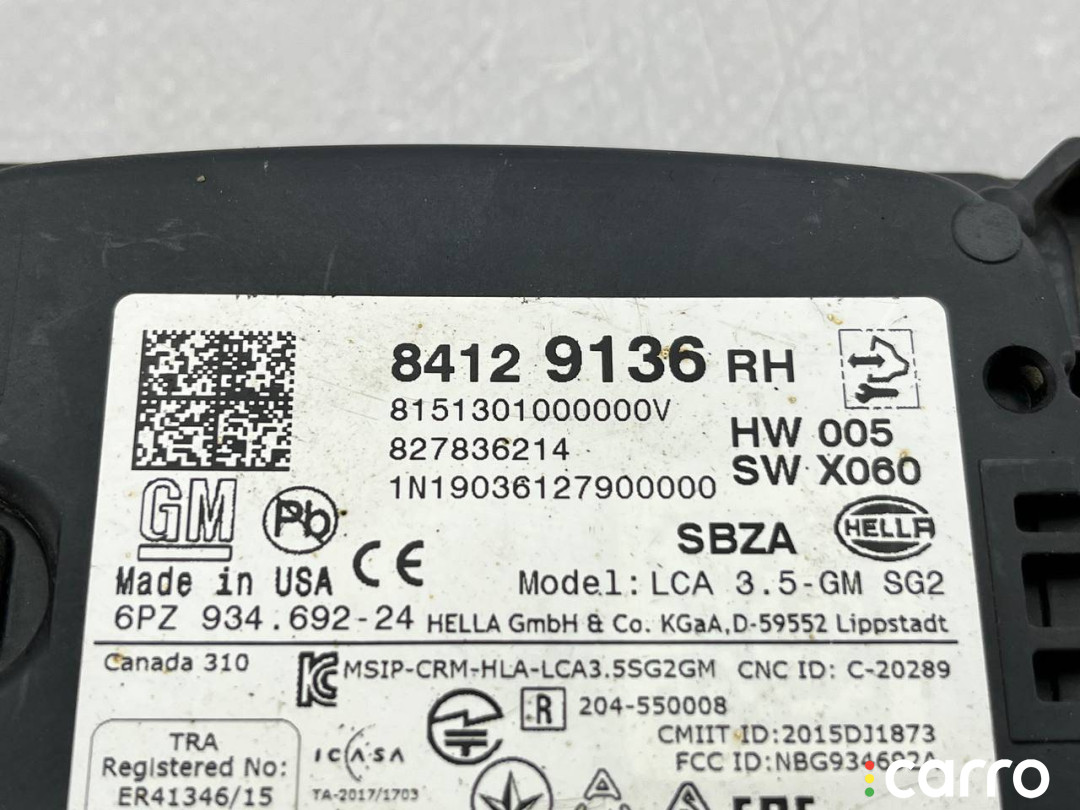 84129136 RH
8151301000000V
827836214
HW 005
SW X060
1N19036127900000
GM
Pb
SBZA
HELLA
Made in USA CE
Model: LCA 3.5-GM SG2
6PZ 934.692-24 HELLA GmbH & Co. KGaA, D-59552 Lippstadt
Canada 310
MSIP-CRM-HLA-LCA3.5SG2GM
CNC ID: C-20289
R 204-550008
CMIIT ID:2015DJ1873
FCC ID:NBG934692A
TRA
Registered No:
ER41346/15
ICASA
TA-2017/1703
carro